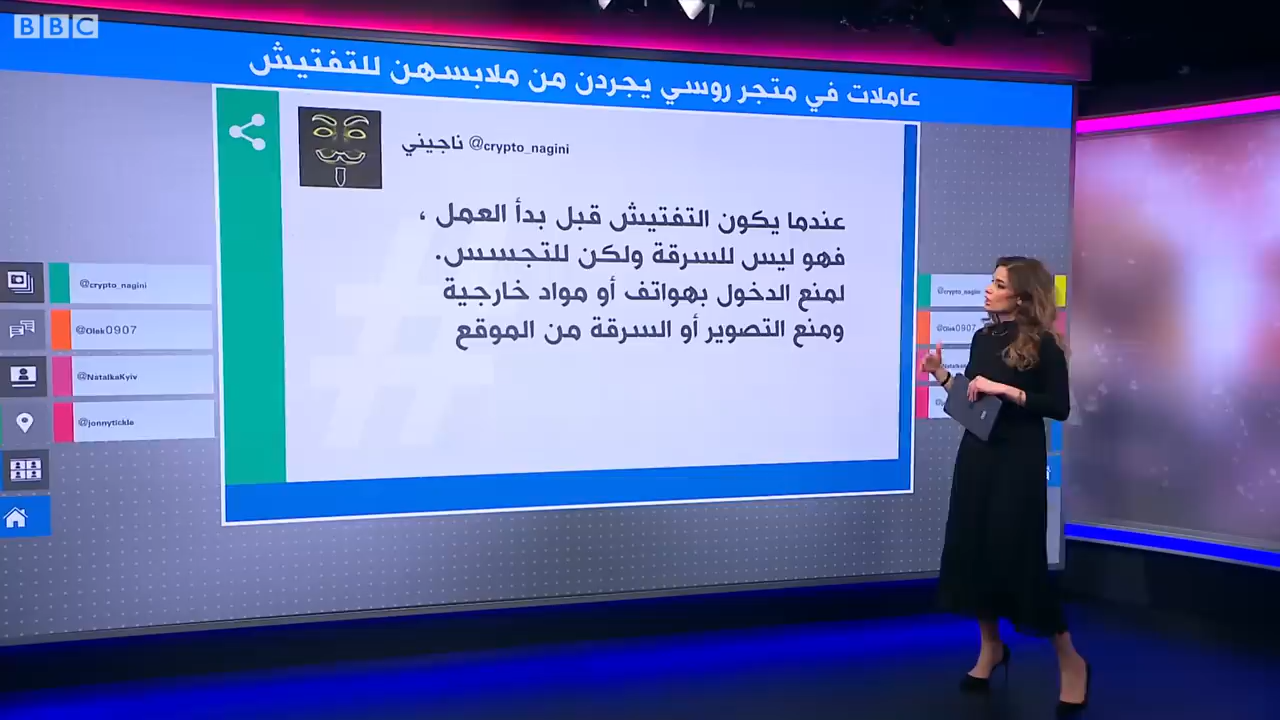 BBC
عاملات في متجر روسي يجردن من ملابسهن للتفتيش
ناجيني @crypto_nagini
عندما يكون التفتيش قبل بدأ العمل ،
فهو ليس للسرقة ولكن للتجسس.
لمنع الدخول بهواتف أو مواد خارجية
ومنع التصوير أو السرقة من الموقع
@crypto_nagini
@Olek0907
@NatalkaKyiv
@jonnytickle
@crypto_nagini
@Olek0907